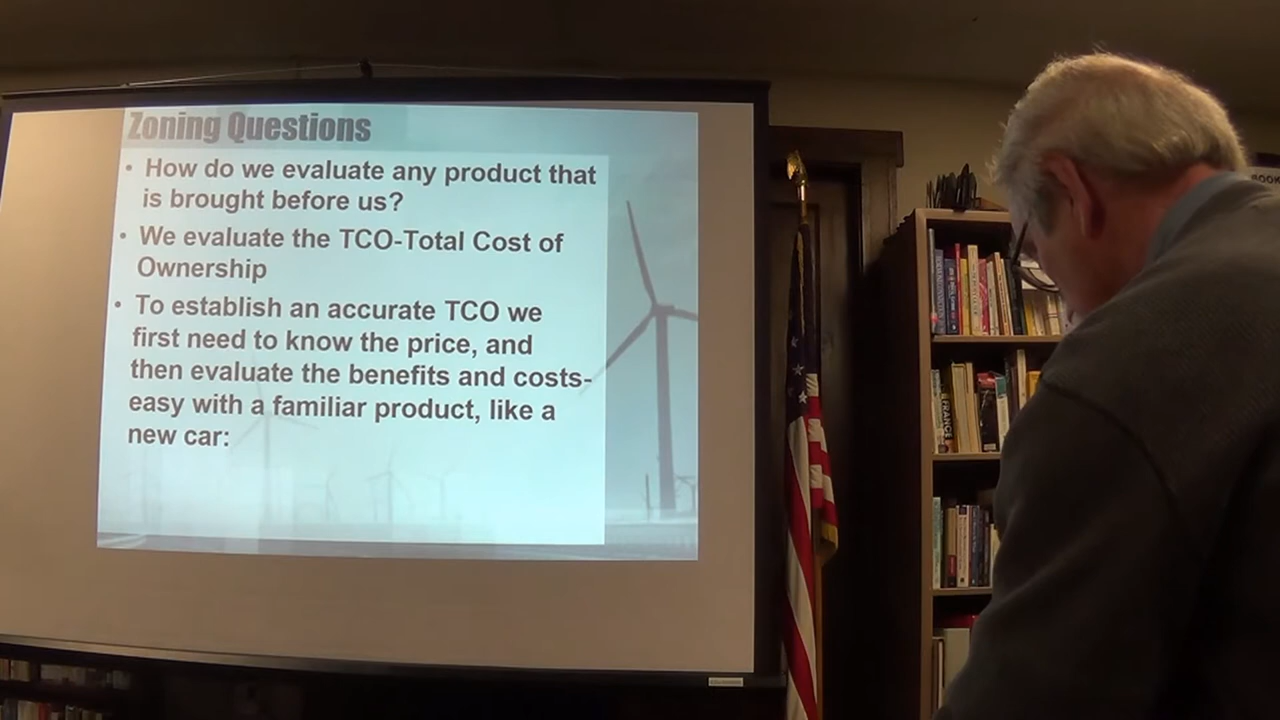 Zoning Questions
• How do we evaluate any product that
is brought before us?
• We evaluate the TCO-Total Cost of
Ownership
• To establish an accurate TCO we
first need to know the price, and
then evaluate the benefits and costs-
easy with a familiar product, like a
new car:
FRANCE